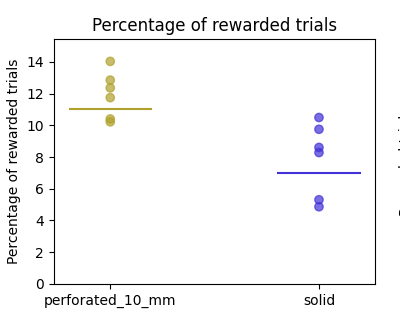 Percentage of rewarded trials
Percentage of rewarded trials
14
12
10
8
6
4
2
0
perforated_10_mm
solid